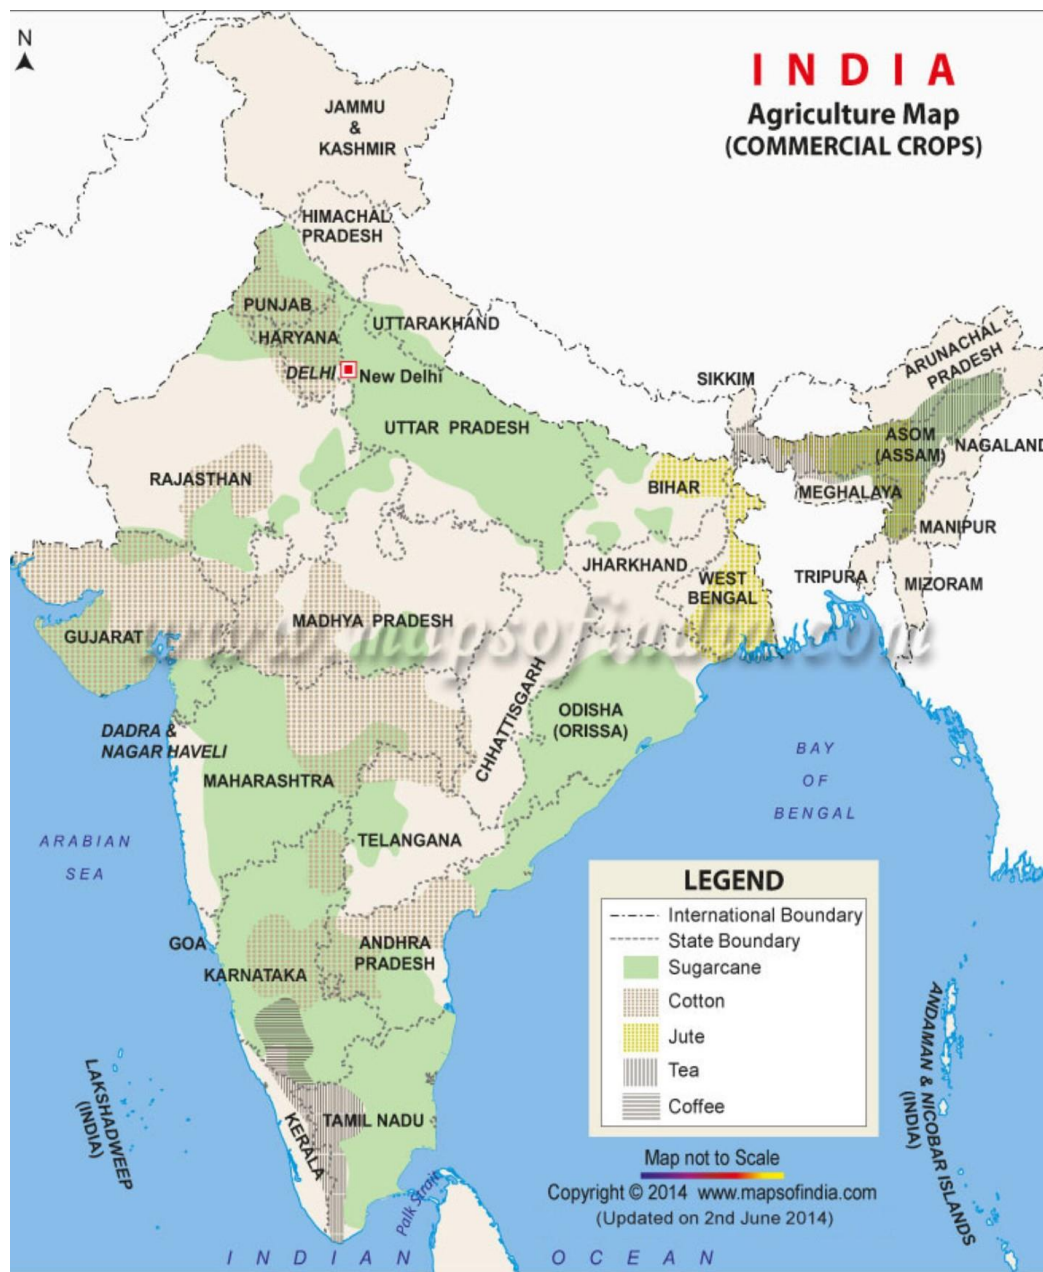 N
I N D I A
Agriculture Map
(COMMERCIAL CROPS)
JAMMU
&
KASHMIR
HIMACHAL
PRADESH
PUNJAB
UTTARAKHAND
HARYANA
DELHI
New Delhi
ARUNACHAL
PRADESH
SIKKIM
UTTAR PRADESH
ASOM
(ASSAM)
NAGALAND
RAJASTHAN
BIHAR
MEGHALAYA
MANIPUR
JHARKHAND
WEST
BENGAL
TRIPURA
MIZORAM
GUJARAT
MADHYA PRADESH
www.mapsofindia.com
CHHATTISGARH
ODISHA
(ORISSA)
DADRA &
NAGAR HAVELI
MAHARASHTRA
BAY
OF
BENGAL
ARABIAN
SEA
TELANGANA
GOA
KARNATAKA
ANDHRA
PRADESH
LEGEND
International Boundary
State Boundary
Sugarcane
Cotton
Jute
Tea
Coffee
LAKSHADWEEP
(INDIA)
KERALA
TAMIL NADU
ANDAMAN & NICOBAR ISLANDS
(INDIA)
Palk Strait
Map not to Scale
Copyright © 2014 www.mapsofindia.com
(Updated on 2nd June 2014)
I N D I A N O C E A N